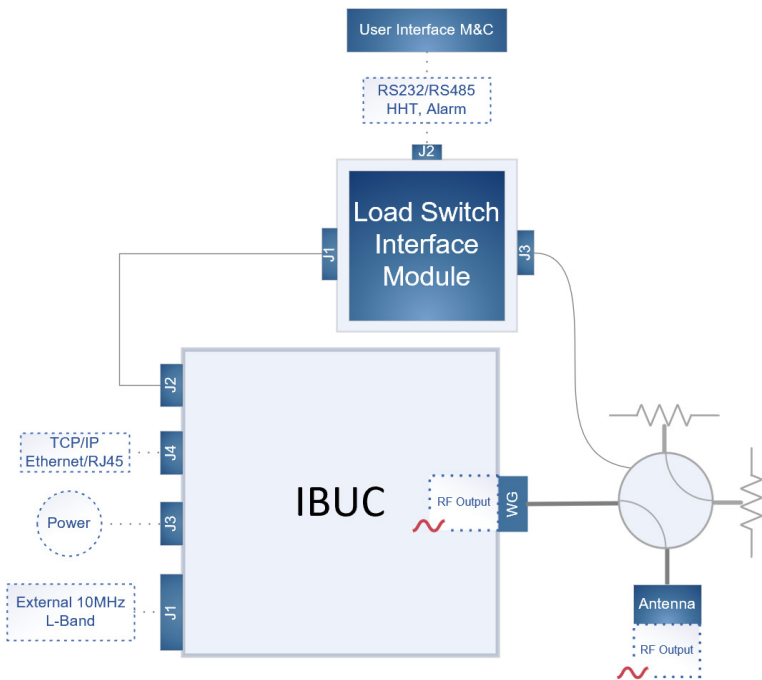 User Interface M&C
RS232/RS485
HHT, Alarm
J2
Load Switch
Interface
Module
J1
J3
J2
TCP/IP
Ethernet/RJ45
J4
IBUC
RF Output
WG
Power
J3
External 10MHz
L-Band
J1
Antenna
RF Output